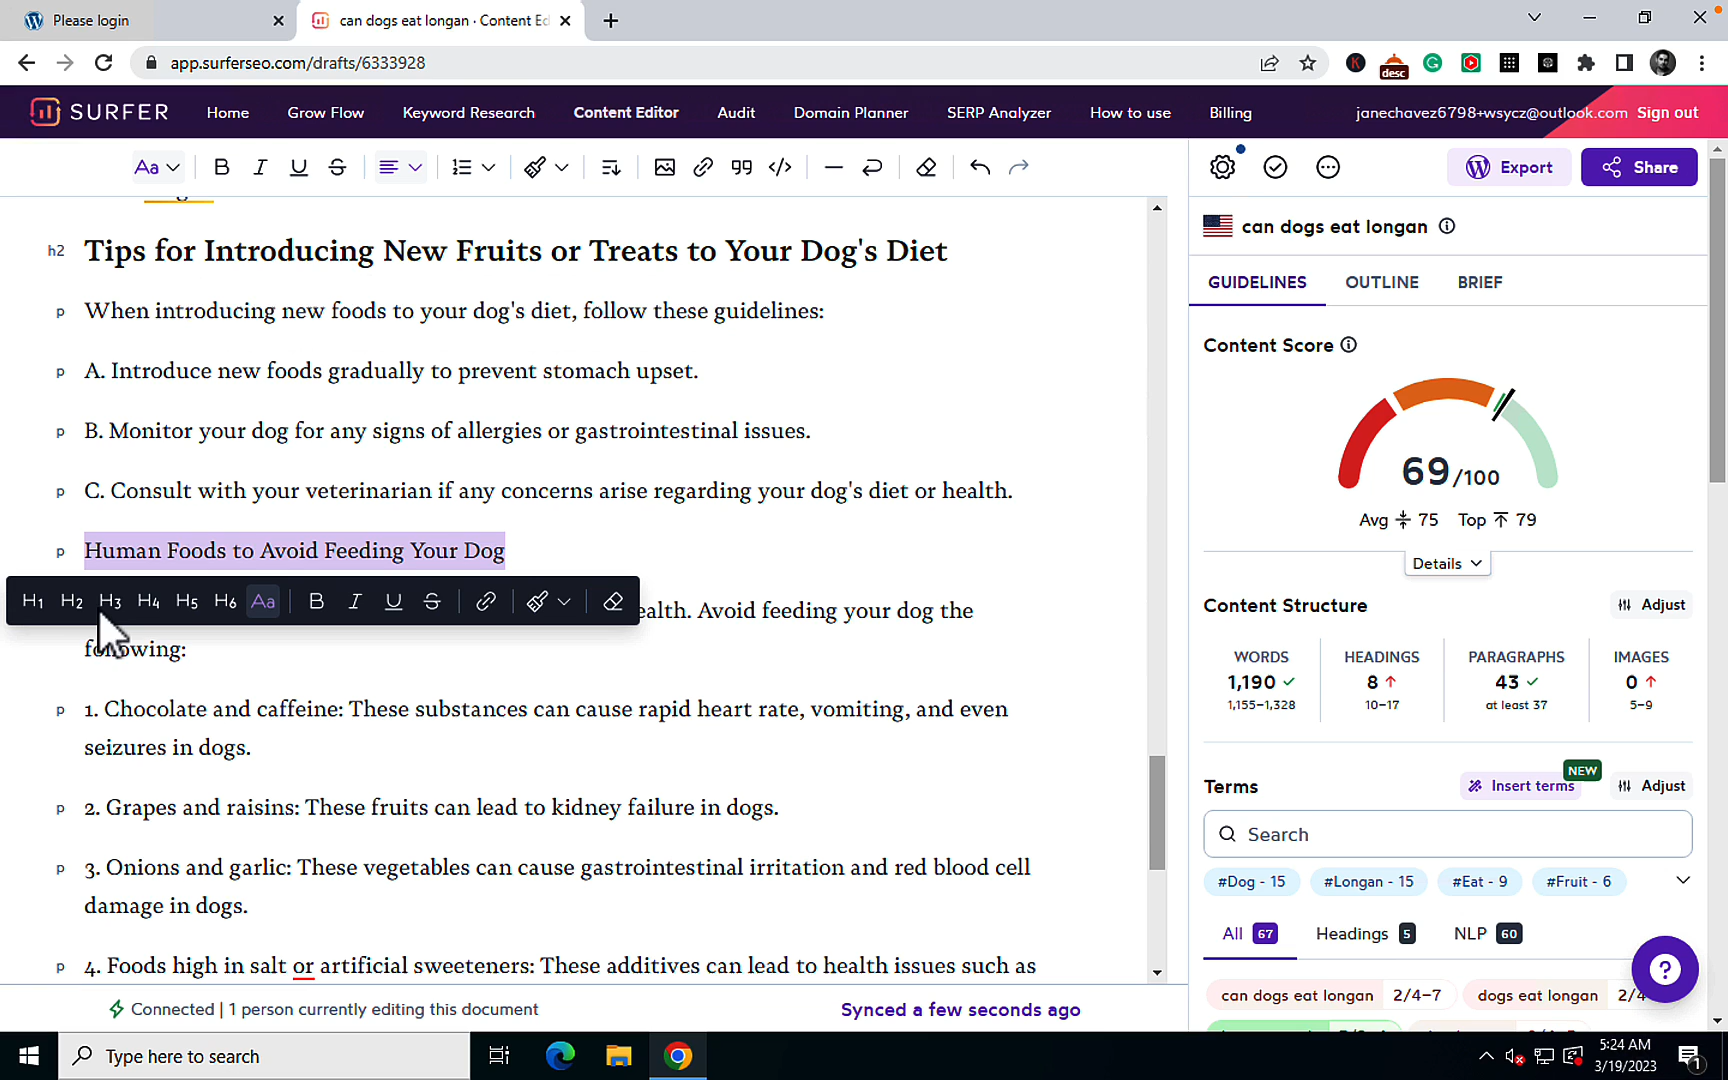 Please login
can dogs eat longan · Content Ed
app.surferseo.com/drafts/6333928
desc
SURFER
Home
Grow Flow
Keyword Research
Content Editor
Audit
Domain Planner
SERP Analyzer
How to use
Billing
janechavez6798+wsycz@outlook.com
Sign out
Aa
B I U S
Export
Share
can dogs eat longan
GUIDELINES
OUTLINE
BRIEF
h2 Tips for Introducing New Fruits or Treats to Your Dog's Diet
p When introducing new foods to your dog's diet, follow these guidelines:
p A. Introduce new foods gradually to prevent stomach upset.
p B. Monitor your dog for any signs of allergies or gastrointestinal issues.
p C. Consult with your veterinarian if any concerns arise regarding your dog's diet or health.
p Human Foods to Avoid Feeding Your Dog
H1 H2 H3 H4 H5 H6 Aa B I U S
ealth. Avoid feeding your dog the
following:
p 1. Chocolate and caffeine: These substances can cause rapid heart rate, vomiting, and even
seizures in dogs.
p 2. Grapes and raisins: These fruits can lead to kidney failure in dogs.
p 3. Onions and garlic: These vegetables can cause gastrointestinal irritation and red blood cell
damage in dogs.
p 4. Foods high in salt or artificial sweeteners: These additives can lead to health issues such as
Content Score
69/100
Avg 75 Top 79
Details
Content Structure
Adjust
WORDS
1,190
1,155–1,328
HEADINGS
8
10–17
PARAGRAPHS
43
at least 37
IMAGES
0
5–9
Terms
NEW
Insert terms
Adjust
Search
#Dog - 15
#Longan - 15
#Eat - 9
#Fruit - 6
All 67
Headings 5
NLP 60
can dogs eat longan 2/4–7
dogs eat longan 2/4
Connected | 1 person currently editing this document
Synced a few seconds ago
Type here to search
5:24 AM
3/19/2023
1